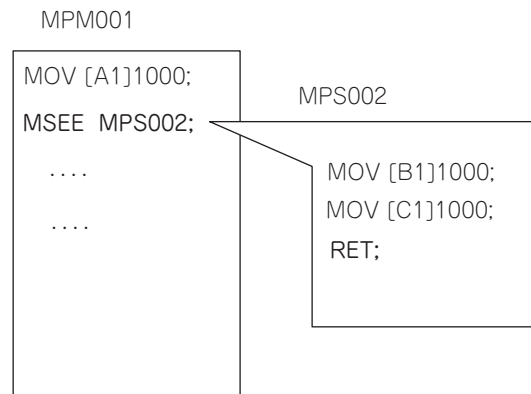 MPM001
MOV [A1]1000;
MSEE MPS002;
....
....
MPS002
MOV [B1]1000;
MOV [C1]1000;
RET;